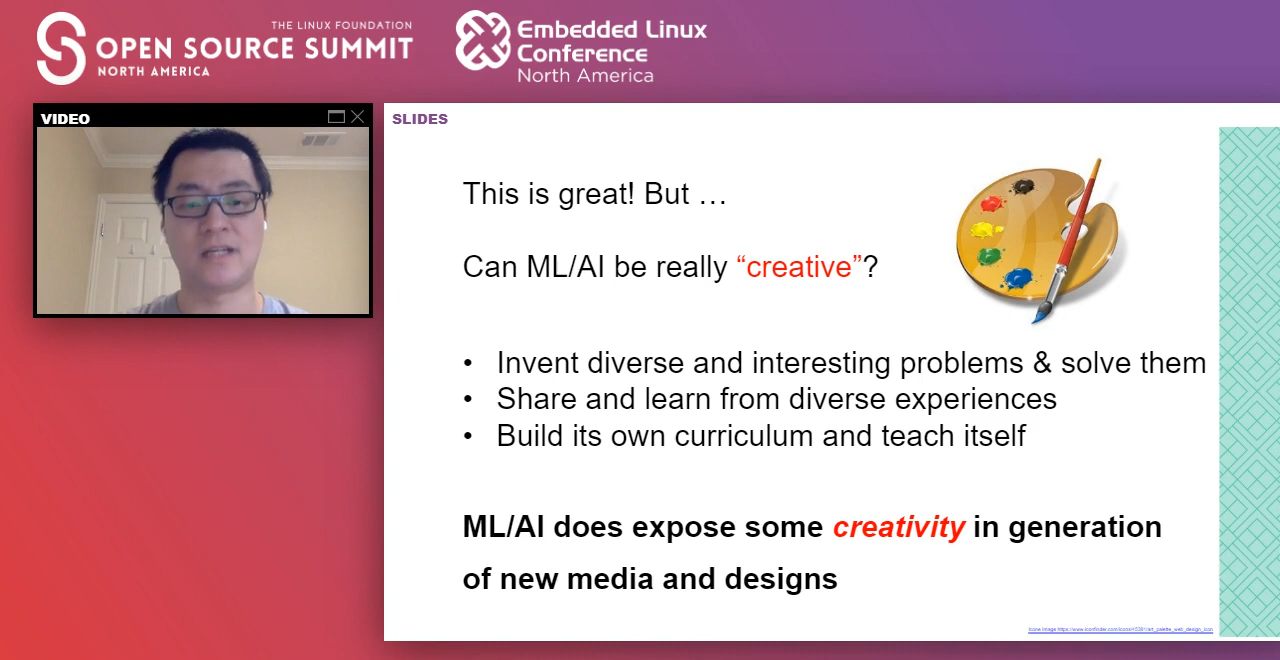 THE LINUX FOUNDATION
OPEN SOURCE SUMMIT
NORTH AMERICA
Embedded Linux
Conference
North America
VIDEO
SLIDES
This is great! But …
Can ML/AI be really “creative”?
• Invent diverse and interesting problems & solve them
• Share and learn from diverse experiences
• Build its own curriculum and teach itself
ML/AI does expose some creativity in generation
of new media and designs